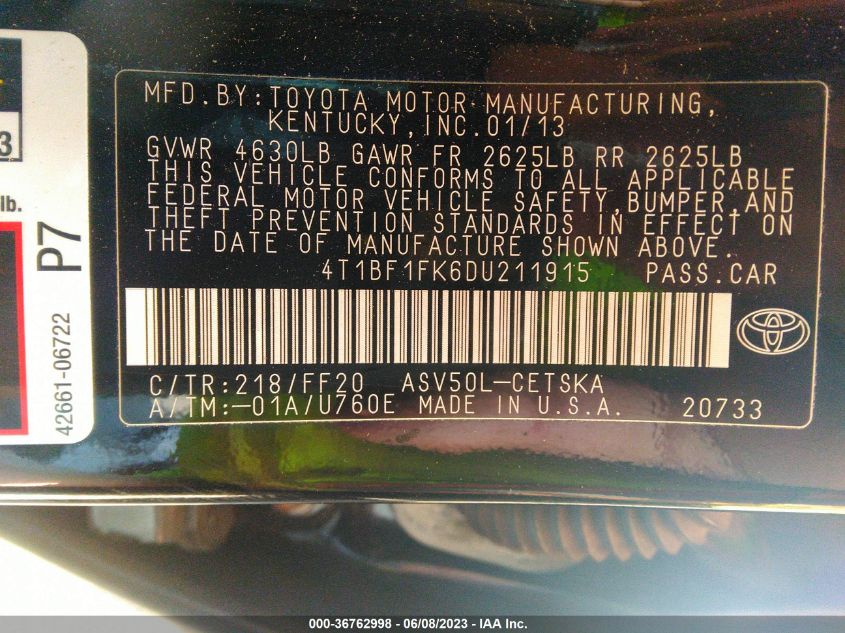 MFD.BY:TOYOTA MOTOR MANUFACTURING,
KENTUCKY,INC.01/13
GVWR 4630LB GAWR FR 2625LB RR 2625LB
THIS VEHICLE CONFORMS TO ALL APPLICABLE
FEDERAL MOTOR VEHICLE SAFETY,BUMPER,AND
THEFT PREVENTION STANDARDS IN EFFECT ON
THE DATE OF MANUFACTURE SHOWN ABOVE.
4T1BF1FK6DU211915 PASS.CAR
C/TR:218/FF20 ASV50L-CETSKA
A/TM:-01A/U760E MADE IN U.S.A. 20733
3
lb.
P7
42661-06722
000-36762998 - 06/08/2023 - IAA Inc.